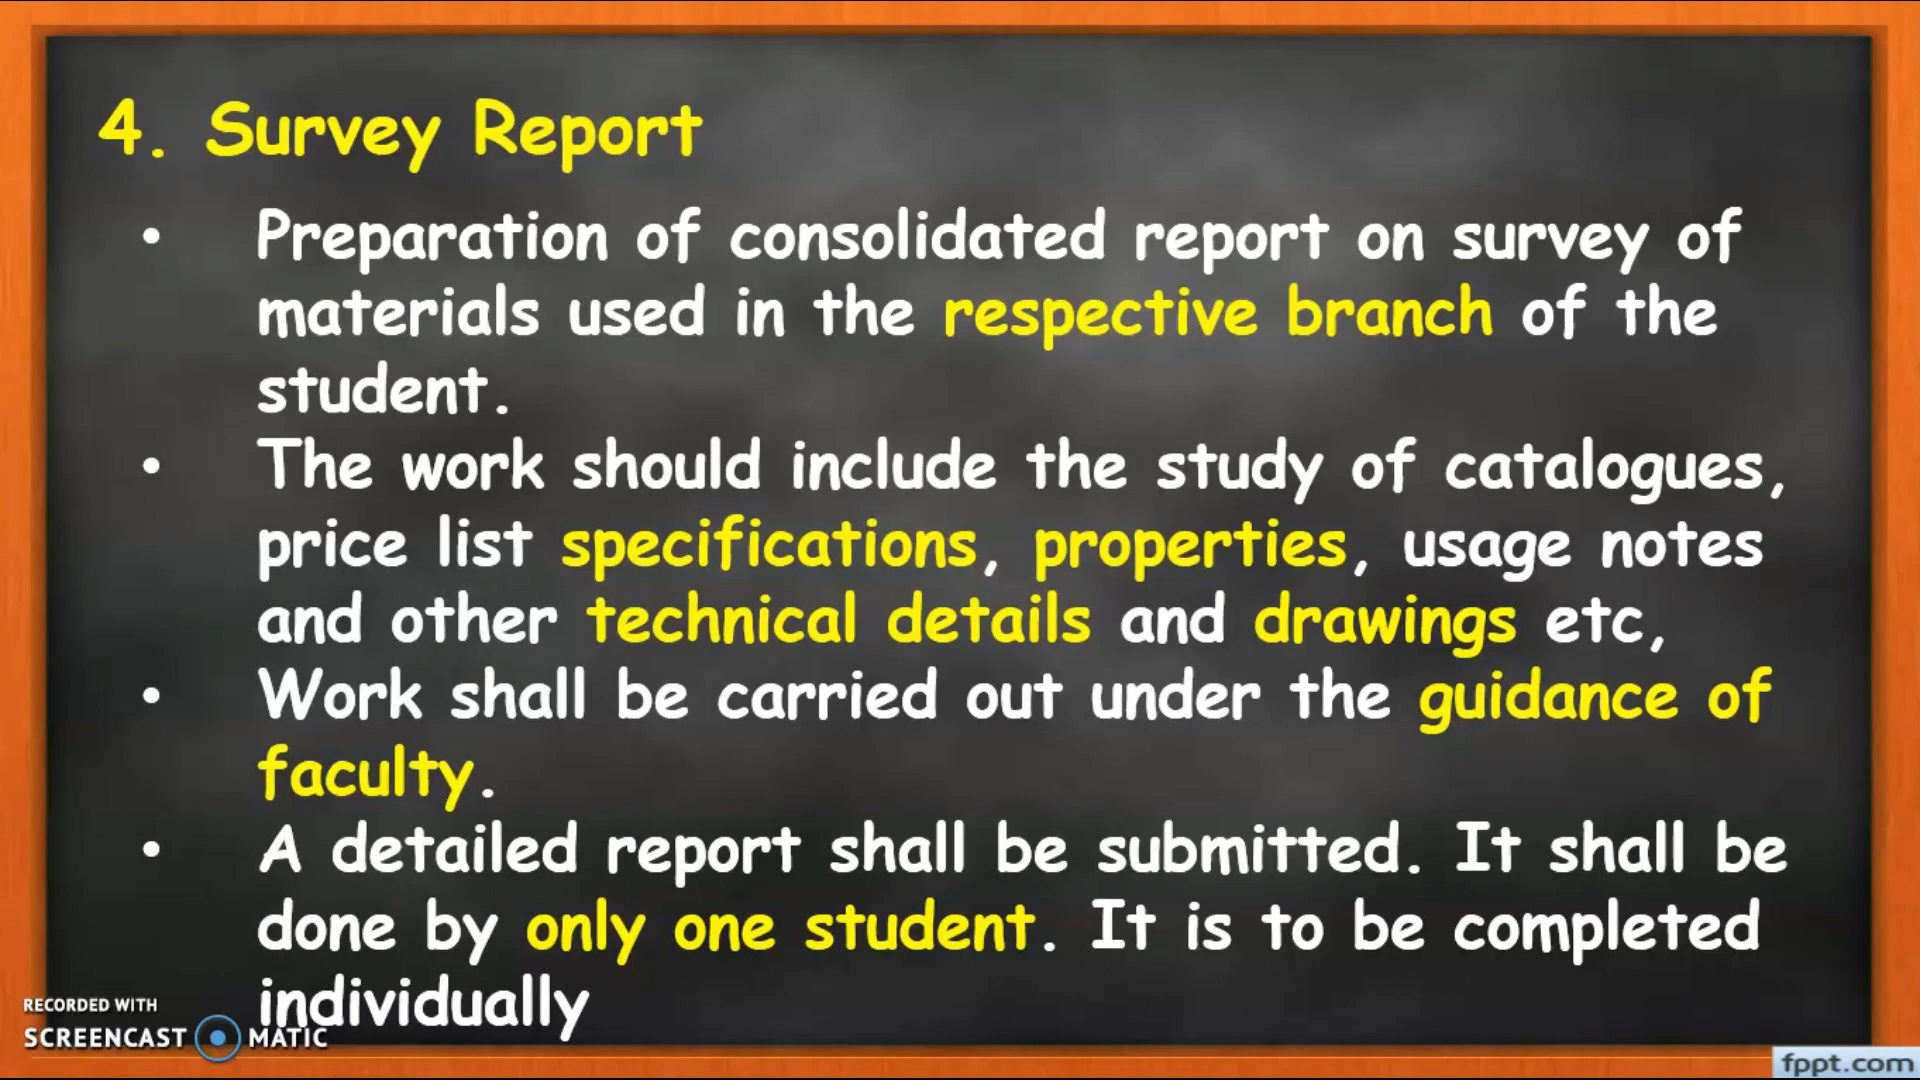 4. Survey Report
• Preparation of consolidated report on survey of
materials used in the respective branch of the
student.
• The work should include the study of catalogues,
price list specifications, properties, usage notes
and other technical details and drawings etc,
• Work shall be carried out under the guidance of
faculty.
• A detailed report shall be submitted. It shall be
done by only one student. It is to be completed
individually
RECORDED WITH
SCREENCAST MATIC
fppt.com